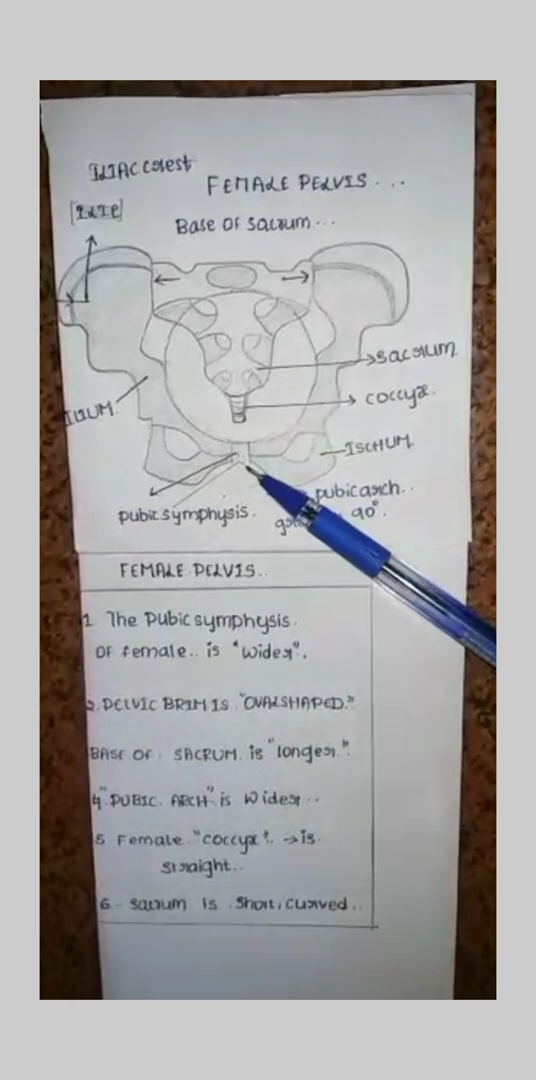 ILIAC crest
FEMALE PELVIS...
Base of sacrum...
ILIUM
sacrum
coccyx.
ISCHUM
pubic symphysis.
pubic arch..
90°.
FEMALE PELVIS..
1 The Pubic symphysis.
OF female.. is "wider".
2. PELVIC BRIM IS "OVALSHAPED."
BASE OF. SACRUM. is "longer."
4 "PUBIC. ARCH" is wider..
5 Female. "coccyx".. → is.
straight..
6. sacrum is short, curved..